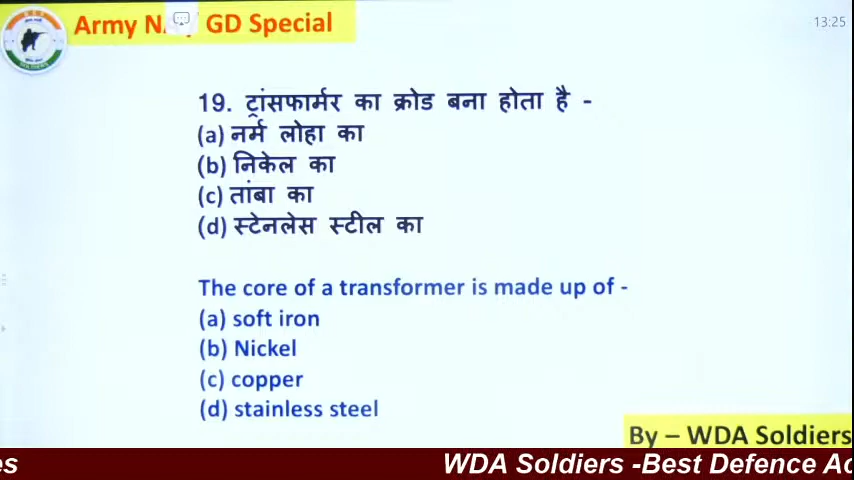 Army N GD Special
13:25
19. ट्रांसफार्मर का क्रोड बना होता है -
(a) नर्म लोहा का
(b) निकेल का
(c) तांबा का
(d) स्टेनलेस स्टील का
The core of a transformer is made up of -
(a) soft iron
(b) Nickel
(c) copper
(d) stainless steel
By – WDA Soldiers
es
WDA Soldiers -Best Defence Ac